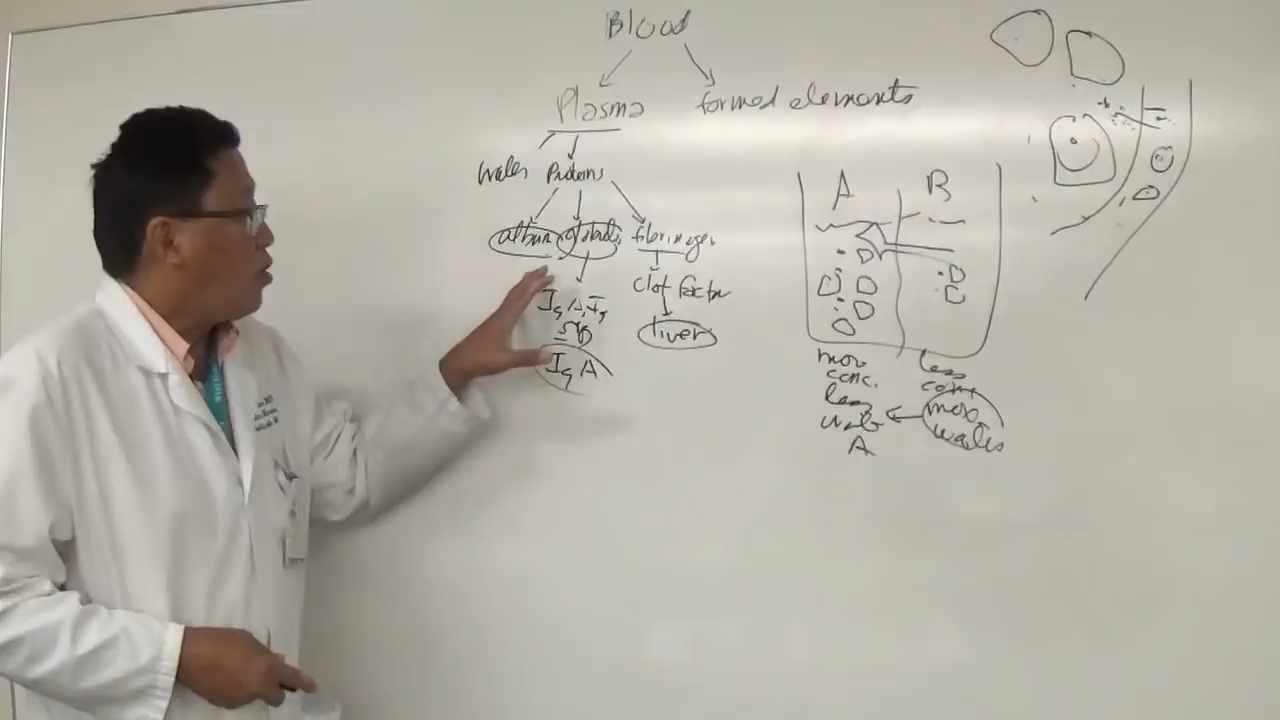 Blood
Plasma formed elements
water Proteins
albumin globulin fibrinogen
clot factor
liver
IgA
A B
more
conc.
less
water
A
less
conc
more
water